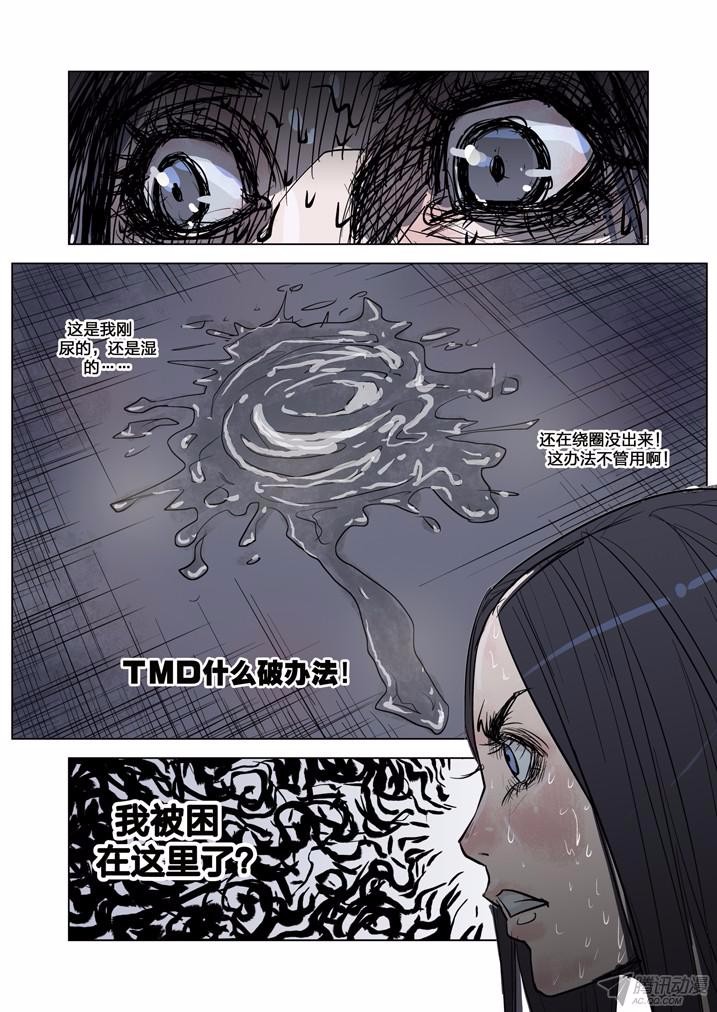 这是我刚
尿的，还是湿
的……
还在绕圈没出来！
这办法不管用啊！
TMD什么破办法！
我被困
在这里了？
腾讯动漫
AC.QQ.COM